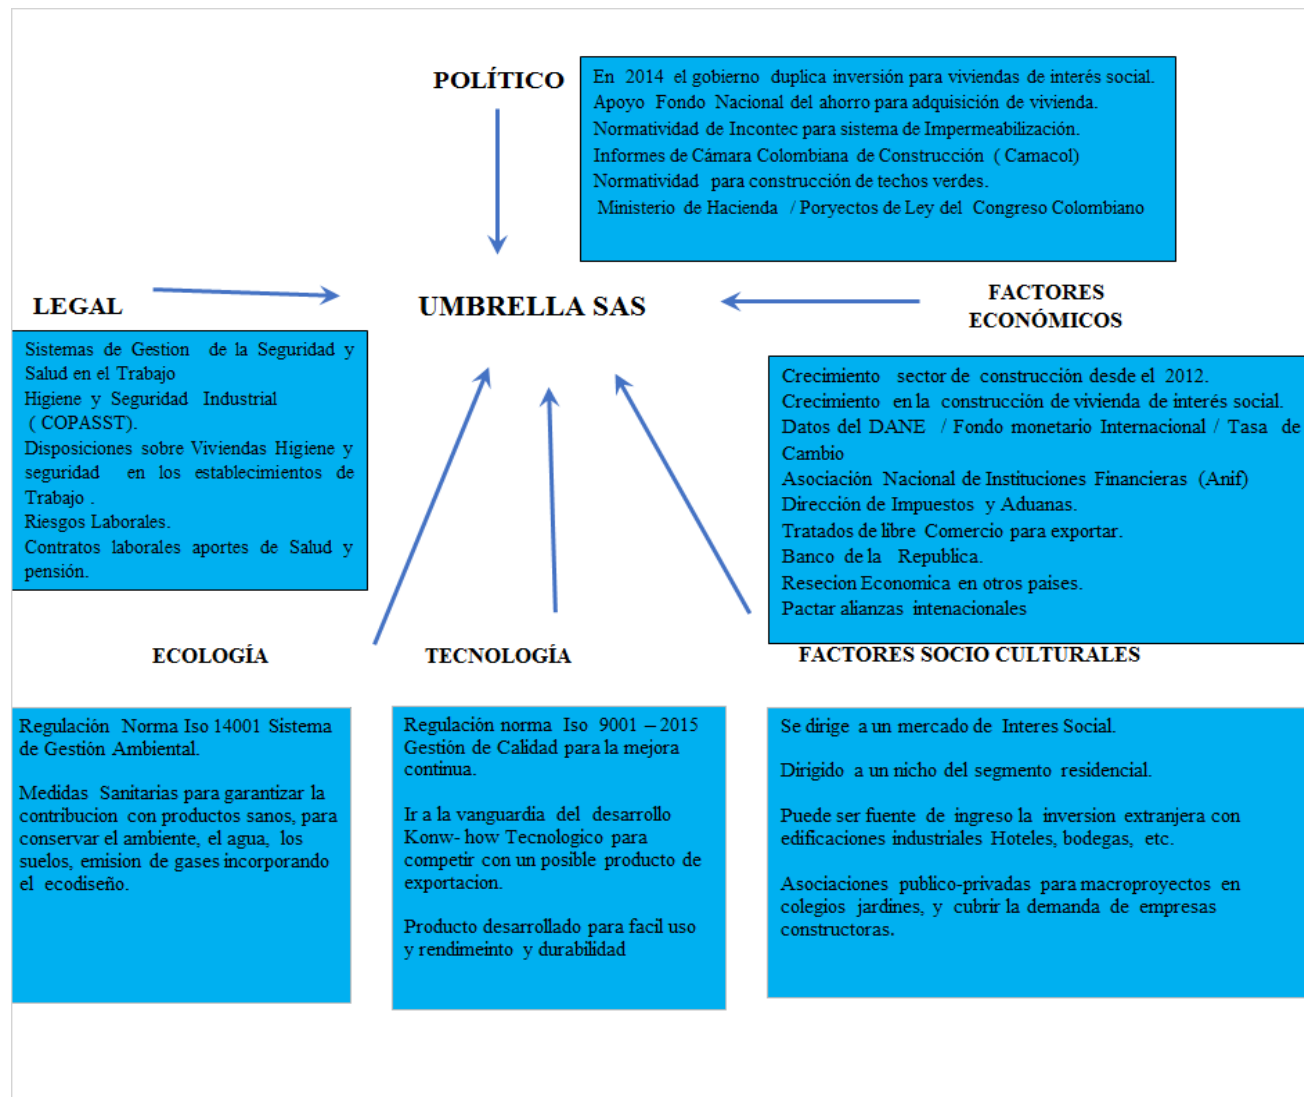 POLÍTICO
En 2014 el gobierno duplica inversión para viviendas de interés social.
Apoyo Fondo Nacional del ahorro para adquisición de vivienda.
Normatividad de Incontec para sistema de Impermeabilización.
Informes de Cámara Colombiana de Construcción ( Camacol)
Normatividad para construcción de techos verdes.
Ministerio de Hacienda / Poryectos de Ley del Congreso Colombiano
LEGAL
UMBRELLA SAS
FACTORES
ECONÓMICOS
Sistemas de Gestion de la Seguridad y
Salud en el Trabajo
Higiene y Seguridad Industrial
( COPASST).
Disposiciones sobre Viviendas Higiene y
seguridad en los establecimientos de
Trabajo .
Riesgos Laborales.
Contratos laborales aportes de Salud y
pensión.
Crecimiento sector de construcción desde el 2012.
Crecimiento en la construcción de vivienda de interés social.
Datos del DANE / Fondo monetario Internacional / Tasa de
Cambio
Asociación Nacional de Instituciones Financieras (Anif)
Dirección de Impuestos y Aduanas.
Tratados de libre Comercio para exportar.
Banco de la Republica.
Resecion Economica en otros paises.
Pactar alianzas intenacionales
ECOLOGÍA
TECNOLOGÍA
FACTORES SOCIO CULTURALES
Regulación Norma Iso 14001 Sistema
de Gestión Ambiental.
Medidas Sanitarias para garantizar la
contribucion con productos sanos, para
conservar el ambiente, el agua, los
suelos, emision de gases incorporando
el ecodiseño.
Regulación norma Iso 9001 – 2015
Gestión de Calidad para la mejora
continua.
Ir a la vanguardia del desarrollo
Konw- how Tecnologico para
competir con un posible producto de
exportacion.
Producto desarrollado para facil uso
y rendimeinto y durabilidad
Se dirige a un mercado de Interes Social.
Dirigido a un nicho del segmento residencial.
Puede ser fuente de ingreso la inversion extranjera con
edificaciones industriales Hoteles, bodegas, etc.
Asociaciones publico-privadas para macroproyectos en
colegios jardines, y cubrir la demanda de empresas
constructoras.